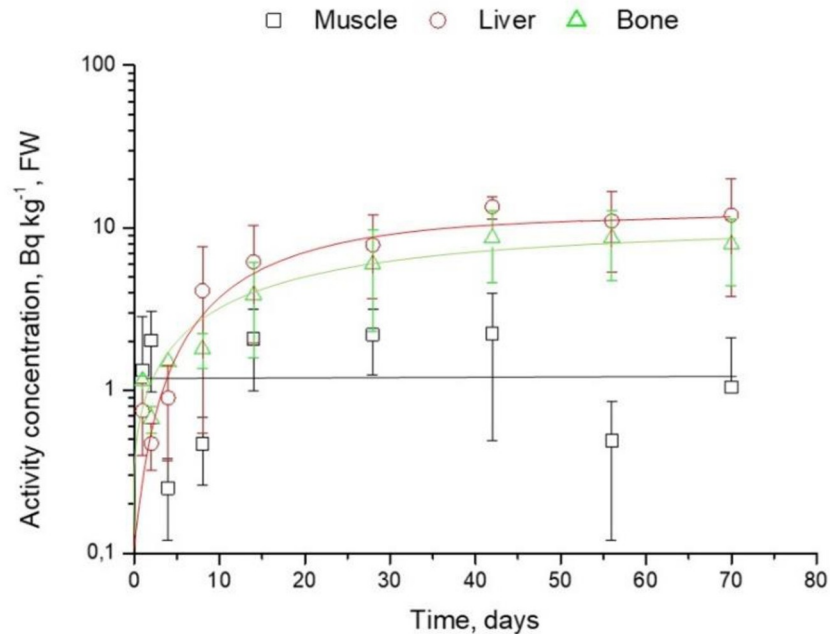 Muscle Liver Bone
Activity concentration, Bq kg⁻¹, FW
100
10
1
0,1
0 10 20 30 40 50 60 70 80
Time, days